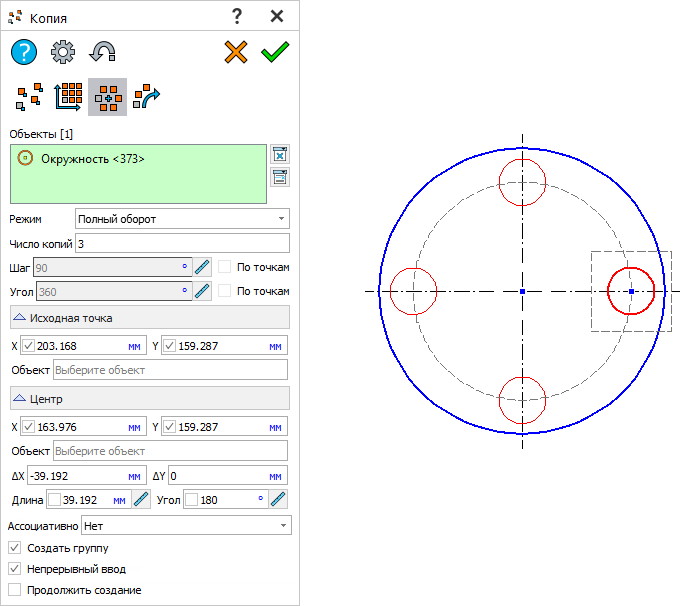 Копия ?
?
Объекты [1]
Окружность <373>
Режим Полный оборот
Число копий 3
Шаг 90 ° По точкам
Угол 360 ° По точкам
Исходная точка
X 203.168 мм Y 159.287 мм
Объект Выберите объект
Центр
X 163.976 мм Y 159.287 мм
Объект Выберите объект
ΔX -39.192 мм ΔY 0 мм
Длина 39.192 мм Угол 180 °
Ассоциативно Нет
Создать группу
Непрерывный ввод
Продолжить создание